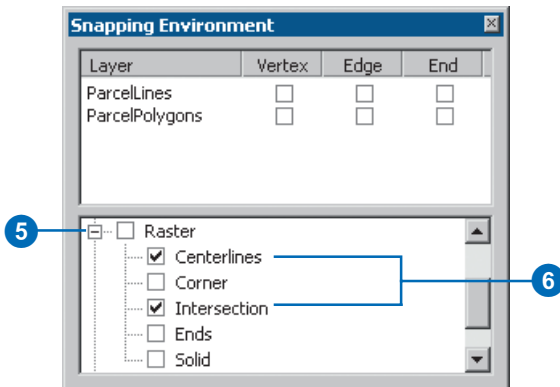 Snapping Environment
Layer Vertex Edge End
ParcelLines
ParcelPolygons
5 Raster
Centerlines
Corner
6
Intersection
Ends
Solid